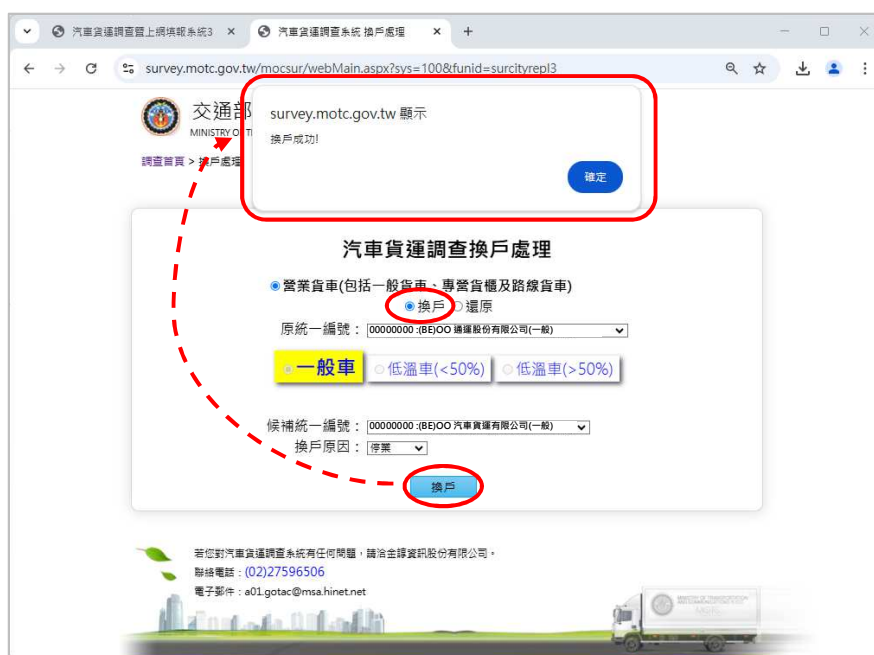 汽車貨運調查暨上網填報系統3
汽車貨運調查系統 換戶處理
survey.motc.gov.tw/mocsur/webMain.aspx?sys=100&funid=surcityrepl3
交通部
MINISTRY OF T
調查首頁 > 換戶處理
survey.motc.gov.tw 顯示
換戶成功!
確定
汽車貨運調查換戶處理
營業貨車(包括一般貨車、專營貨櫃及路線貨車)
換戶 還原
原統一編號： 00000000 :(BE)OO 通運股份有限公司(一般)
一般車 低溫車(<50%) 低溫車(>50%)
候補統一編號： 00000000 :(BE)OO 汽車貨運有限公司(一般)
換戶原因： 停業
換戶
若您對汽車貨運調查系統有任何問題，請洽全鐸資訊股份有限公司。
聯絡電話：(02)27596506
電子郵件：a01.gotac@msa.hinet.net